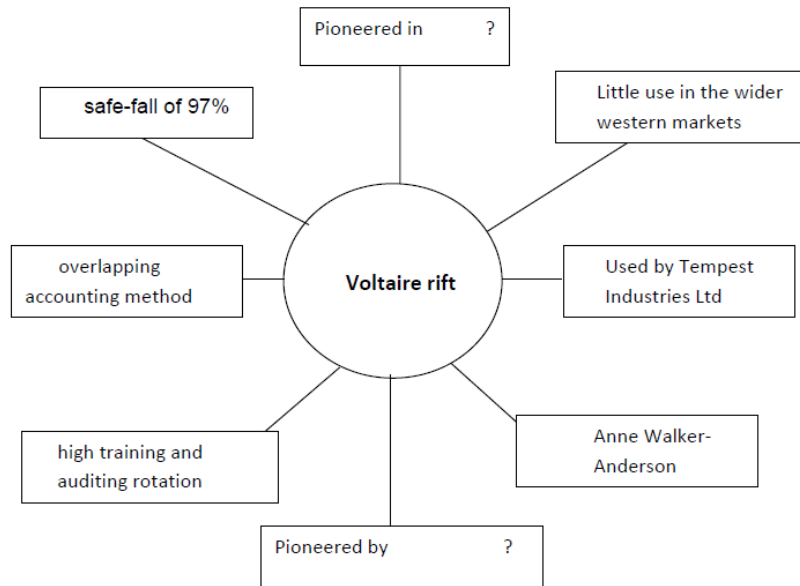 Pioneered in ?
safe-fall of 97%
Little use in the wider
western markets
overlapping
accounting method
Voltaire rift
Used by Tempest
Industries Ltd
high training and
auditing rotation
Anne Walker-
Anderson
Pioneered by ?